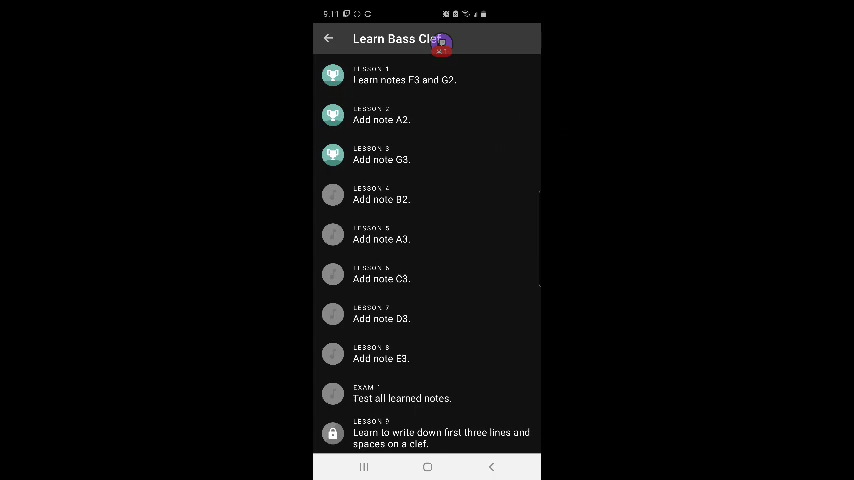 9.11
Learn Bass Clef
LESSON 1
Learn notes F3 and G2.
LESSON 2
Add note A2.
LESSON 3
Add note G3.
LESSON 4
Add note B2.
LESSON 5
Add note A3.
LESSON 6
Add note C3.
LESSON 7
Add note D3.
LESSON 8
Add note E3.
EXAM 1
Test all learned notes.
LESSON 9
Learn to write down first three lines and
spaces on a clef.